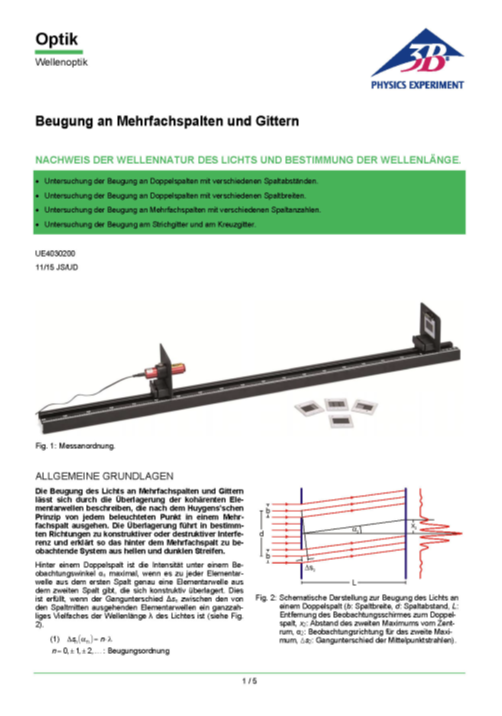 Optik
Wellenoptik
3B
PHYSICS EXPERIMENT
Beugung an Mehrfachspalten und Gittern
NACHWEIS DER WELLENNATUR DES LICHTS UND BESTIMMUNG DER WELLENLÄNGE.
• Untersuchung der Beugung an Doppelspalten mit verschiedenen Spaltabständen.
• Untersuchung der Beugung an Doppelspalten mit verschiedenen Spaltbreiten.
• Untersuchung der Beugung an Mehrfachspalten mit verschiedenen Spaltanzahlen.
• Untersuchung der Beugung am Strichgitter und am Kreuzgitter.
UE4030200
11/15 JS/UD
Fig. 1: Messanordnung.
ALLGEMEINE GRUNDLAGEN
Die Beugung des Lichts an Mehrfachspalten und Gittern
lässt sich durch die Überlagerung der kohärenten Ele-
mentarwellen beschreiben, die nach dem Huygens'schen
Prinzip von jedem beleuchteten Punkt in einem Mehr-
fachspalt ausgehen. Die Überlagerung führt in bestimm-
ten Richtungen zu konstruktiver oder destruktiver Interfe-
renz und erklärt so das hinter dem Mehrfachspalt zu be-
obachtende System aus hellen und dunklen Streifen.
Hinter einem Doppelspalt ist die Intensität unter einem Be-
obachtungswinkel αₙ maximal, wenn es zu jeder Elementar-
welle aus dem ersten Spalt genau eine Elementarwelle aus
dem zweiten Spalt gibt, die sich konstruktiv überlagert. Dies
ist erfüllt, wenn der Gangunterschied Δsₙ zwischen den von
den Spaltmitten ausgehenden Elementarwellen ein ganzzah-
liges Vielfaches der Wellenlänge λ des Lichtes ist (siehe Fig.
2).
(1) Δsₙ(αₙ) = n·λ
n = 0, ± 1, ± 2,... : Beugungsordnung
b
d
b
α₂
x₂
Δs₂
L
Fig. 2: Schematische Darstellung zur Beugung des Lichts an
einem Doppelspalt (b: Spaltbreite, d: Spaltabstand, L:
Entfernung des Beobachtungsschirmes zum Doppel-
spalt, x₂: Abstand des zweiten Maximums vom Zent-
rum, α₂: Beobachtungsrichtung für das zweite Maxi-
mum, Δs₂: Gangunterschied der Mittelpunktstrahlen).
1 / 5